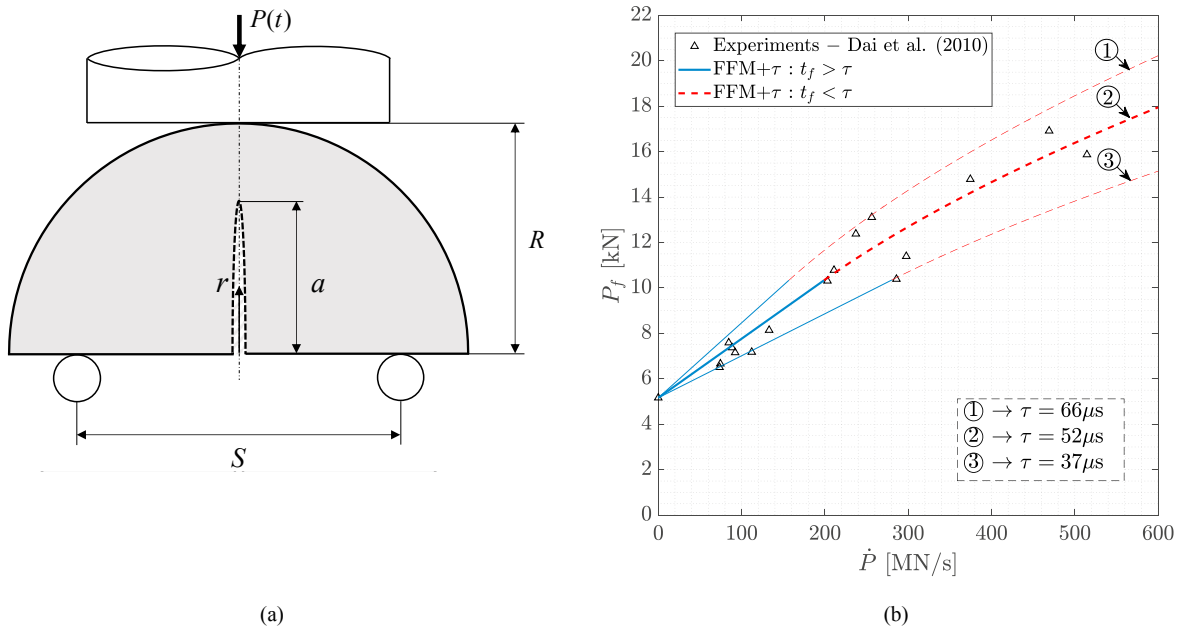 P(t)
R
r
a
S
(a)
22
20
18
16
14
12
10
8
6
4
2
0
P_f [kN]
△ Experiments – Dai et al. (2010)
FFM+τ : t_f > τ
FFM+τ : t_f < τ
①
②
③
① → τ = 66μs
② → τ = 52μs
③ → τ = 37μs
0 100 200 300 400 500 600
Ṗ [MN/s]
(b)